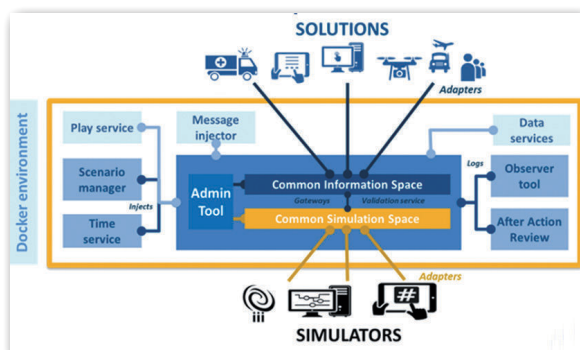 SOLUTIONS
Adapters
Docker environment
Play service
Message
injector
Data
services
Scenario
manager
Injects
Time
service
Admin
Tool
Common Information Space
Gateways
Validation service
Common Simulation Space
Logs
Observer
tool
After Action
Review
Adapters
#
SIMULATORS